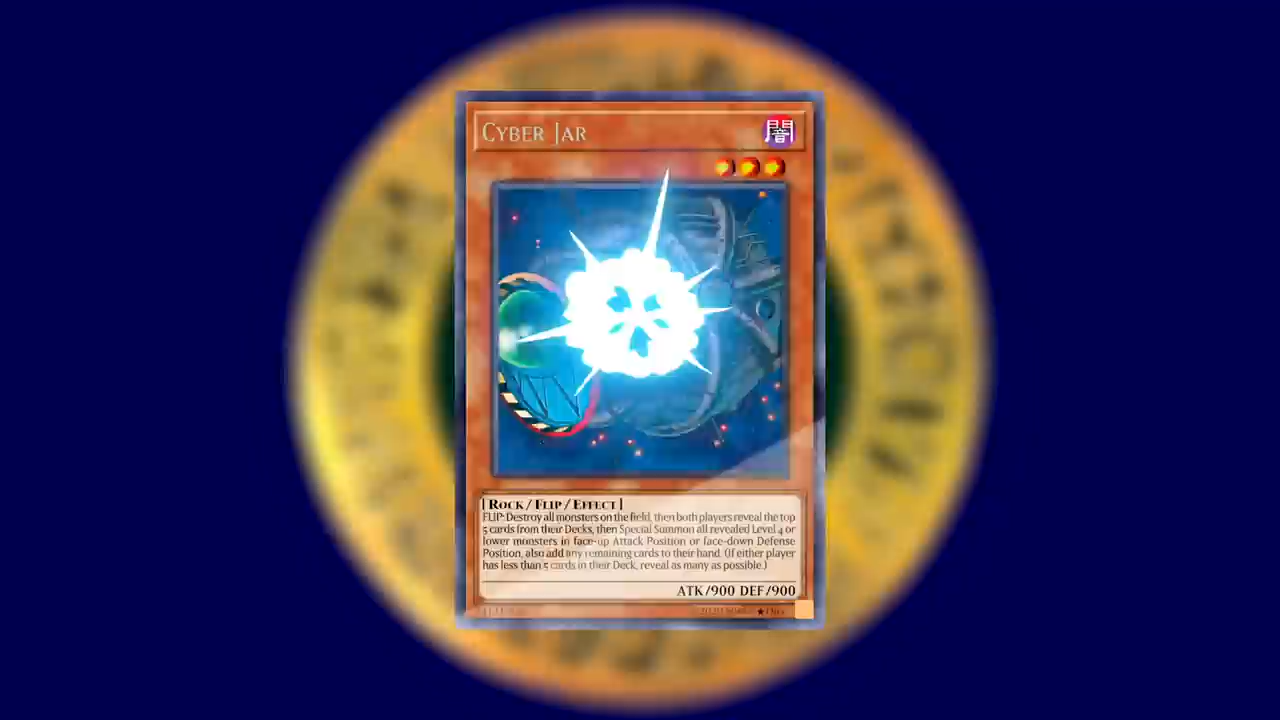 CYBER JAR
闇
[ROCK/FLIP/EFFECT]
FLIP: Destroy all monsters on the field, then both players reveal the top
5 cards from their Decks, then Special Summon all revealed Level 4 or
lower monsters in face-up Attack Position or face-down Defense
Position, also add any remaining cards to their hand. (If either player
has less than 5 cards in their Deck, reveal as many as possible.)
ATK/900 DEF/900